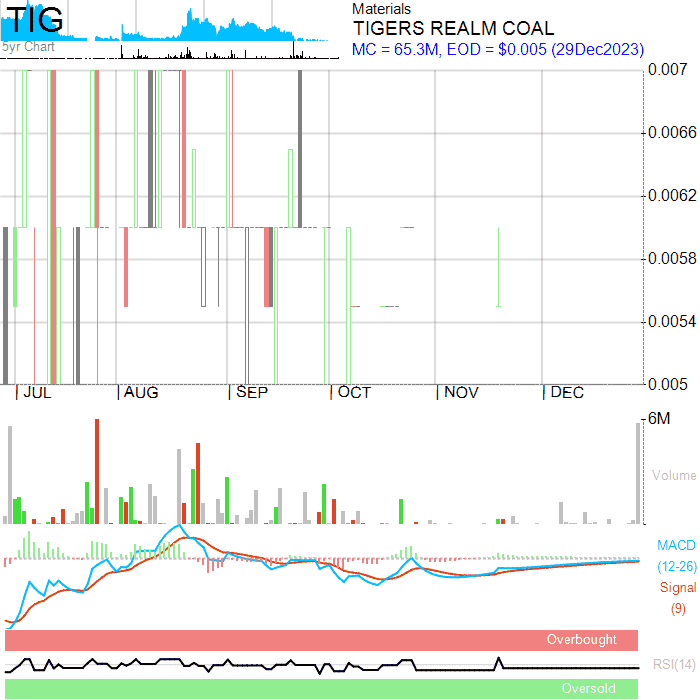 TIG
5yr Chart
Materials
TIGERS REALM COAL
MC = 65.3M, EOD = $0.005 (29Dec2023)
0.007
0.0066
0.0062
0.0058
0.0054
0.005
JUL AUG SEP OCT NOV DEC
6M
Volume
MACD
(12-26)
Signal
(9)
Overbought
RSI(14)
Oversold